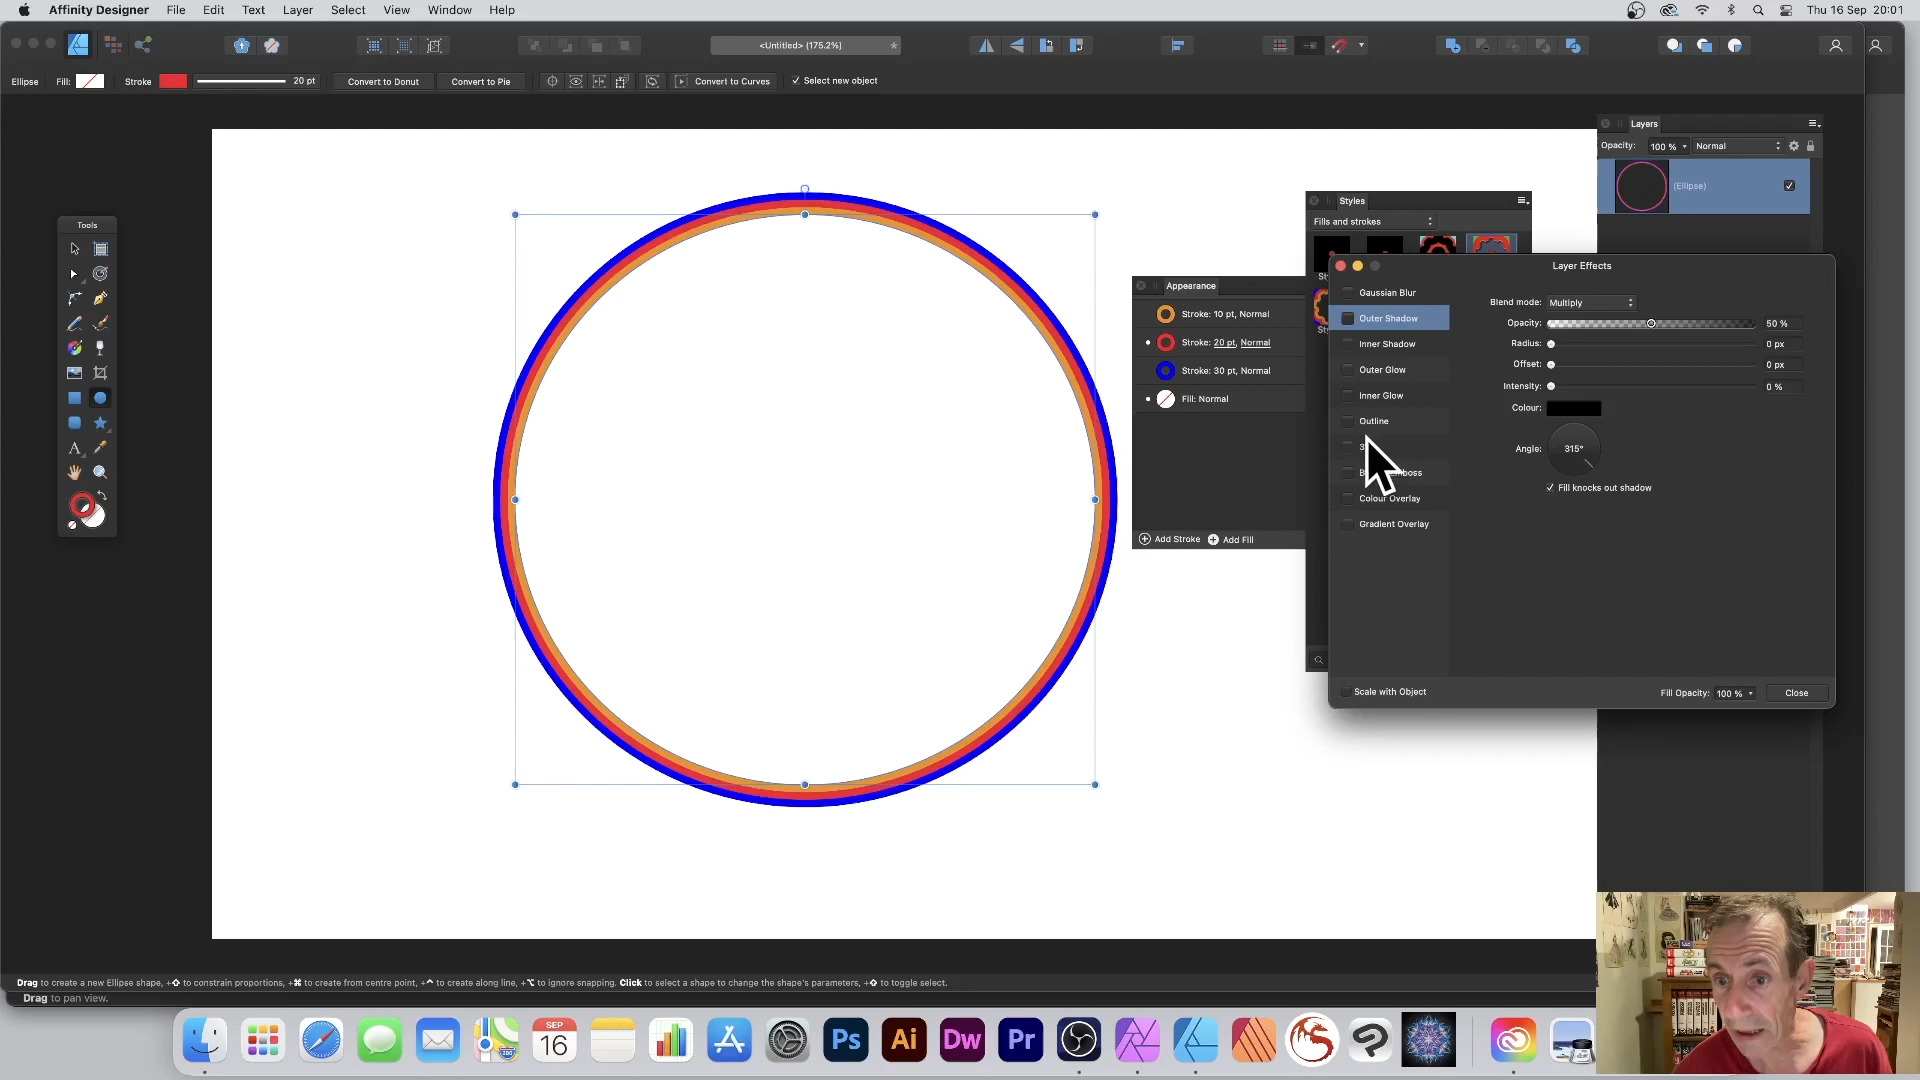 Affinity Designer File Edit Text Layer Select View Window Help Thu 16 Sep 20:01
<Untitled> (175.2%)
Ellipse Fill: Stroke 20 pt Convert to Donut Convert to Pie Convert to Curves Select new object
Layers
Opacity: 100 % Normal
(Ellipse)
Tools
Styles
Fills and strokes
Appearance
Stroke: 10 pt, Normal
Stroke: 20 pt, Normal
Stroke: 30 pt, Normal
Fill: Normal
Add Stroke Add Fill
Layer Effects
Gaussian Blur
Outer Shadow
Inner Shadow
Outer Glow
Inner Glow
Outline
Colour Overlay
Gradient Overlay
Blend mode: Multiply
Opacity: 50 %
Radius: 0 px
Offset: 0 px
Intensity: 0 %
Colour:
Angle: 315°
Fill knocks out shadow
Scale with Object Fill Opacity: 100 % Close
Drag to create a new Ellipse shape, +⇧ to constrain proportions, +⌘ to create from centre point, +⌃ to create along line, +⌥ to ignore snapping. Click to select a shape to change the shape's parameters, +⇧ to toggle select.
Drag to pan view.
SEP
16
Ps Ai Dw Pr